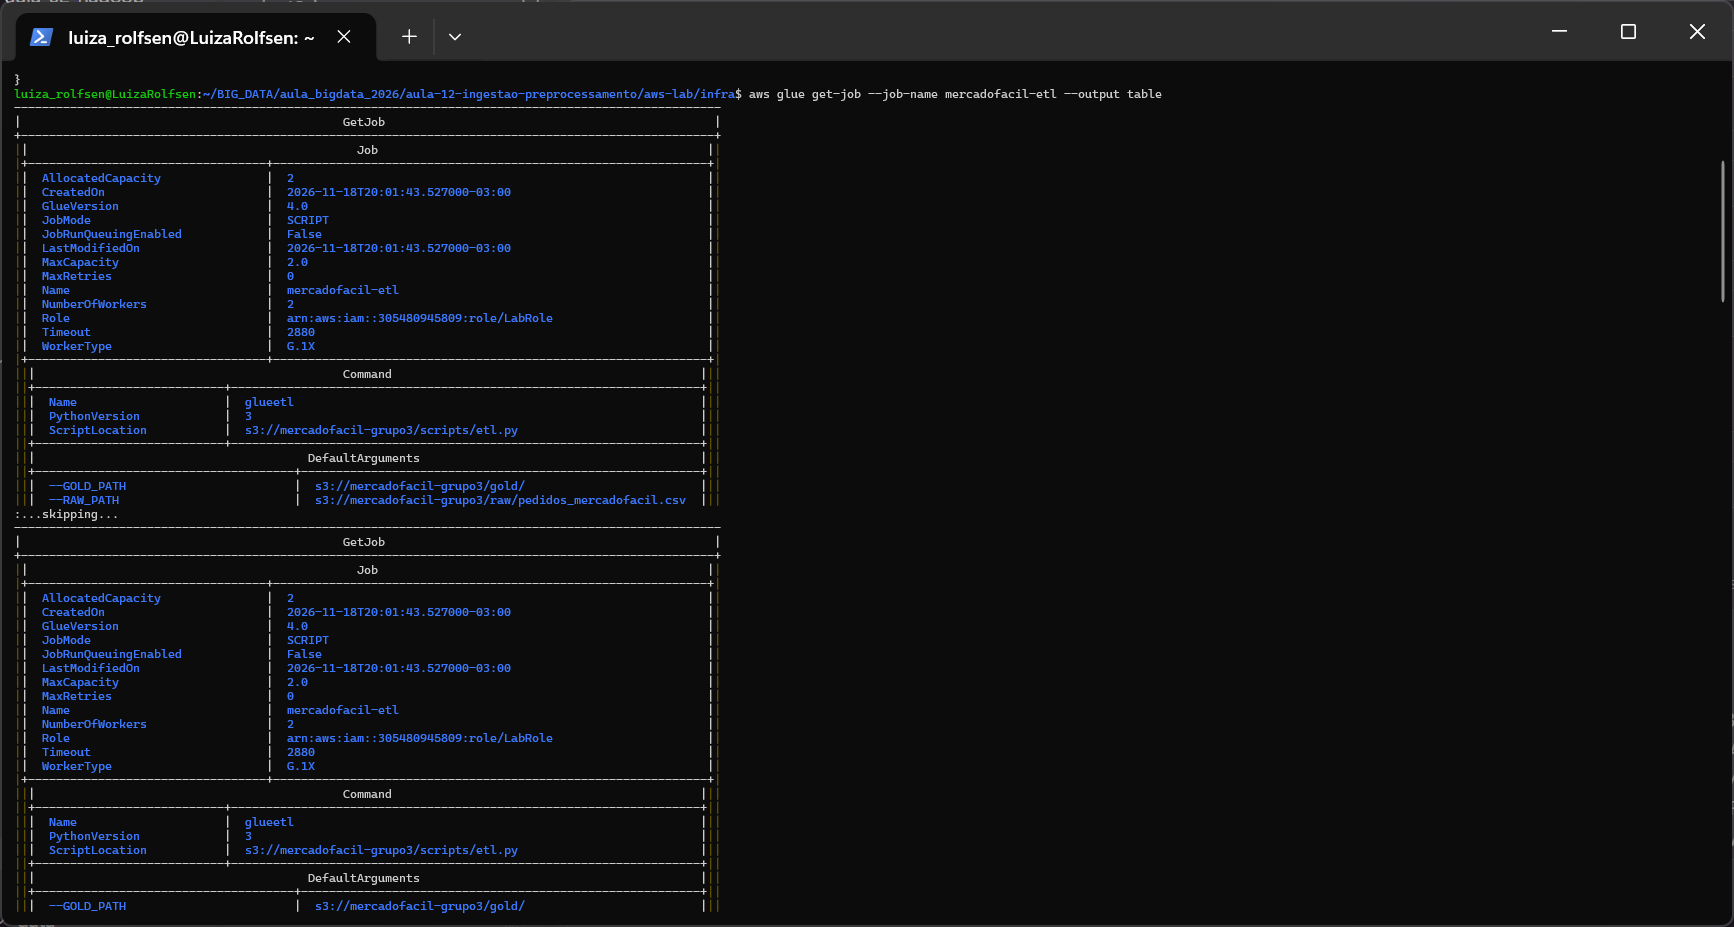 luiza_rolfsen@LuizaRolfsen: ~
}
luiza_rolfsen@LuizaRolfsen:~/BIG_DATA/aula_bigdata_2026/aula-12-ingestao-preprocessamento/aws-lab/infra$ aws glue get-job --job-name mercadofacil-etl --output table
GetJob
Job
AllocatedCapacity | 2
CreatedOn | 2026-11-18T20:01:43.527000-03:00
GlueVersion | 4.0
JobMode | SCRIPT
JobRunQueuingEnabled | False
LastModifiedOn | 2026-11-18T20:01:43.527000-03:00
MaxCapacity | 2.0
MaxRetries | 0
Name | mercadofacil-etl
NumberOfWorkers | 2
Role | arn:aws:iam::305480945809:role/LabRole
Timeout | 2880
WorkerType | G.1X
Command
Name | glueetl
PythonVersion | 3
ScriptLocation | s3://mercadofacil-grupo3/scripts/etl.py
DefaultArguments
--GOLD_PATH | s3://mercadofacil-grupo3/gold/
--RAW_PATH | s3://mercadofacil-grupo3/raw/pedidos_mercadofacil.csv
:...skipping...
GetJob
Job
AllocatedCapacity | 2
CreatedOn | 2026-11-18T20:01:43.527000-03:00
GlueVersion | 4.0
JobMode | SCRIPT
JobRunQueuingEnabled | False
LastModifiedOn | 2026-11-18T20:01:43.527000-03:00
MaxCapacity | 2.0
MaxRetries | 0
Name | mercadofacil-etl
NumberOfWorkers | 2
Role | arn:aws:iam::305480945809:role/LabRole
Timeout | 2880
WorkerType | G.1X
Command
Name | glueetl
PythonVersion | 3
ScriptLocation | s3://mercadofacil-grupo3/scripts/etl.py
DefaultArguments
--GOLD_PATH | s3://mercadofacil-grupo3/gold/